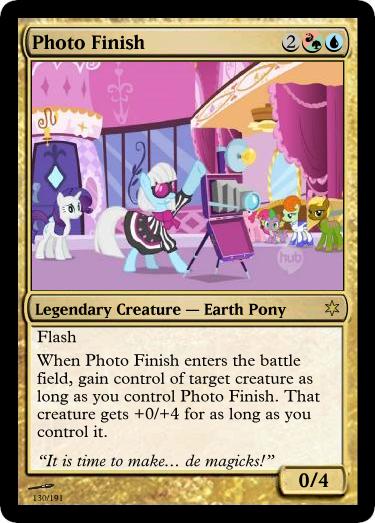 Photo Finish
2
hub
Legendary Creature — Earth Pony
Flash
When Photo Finish enters the battle
field, gain control of target creature as
long as you control Photo Finish. That
creature gets +0/+4 for as long as you
control it.
“It is time to make… de magicks!”
0/4
130/191